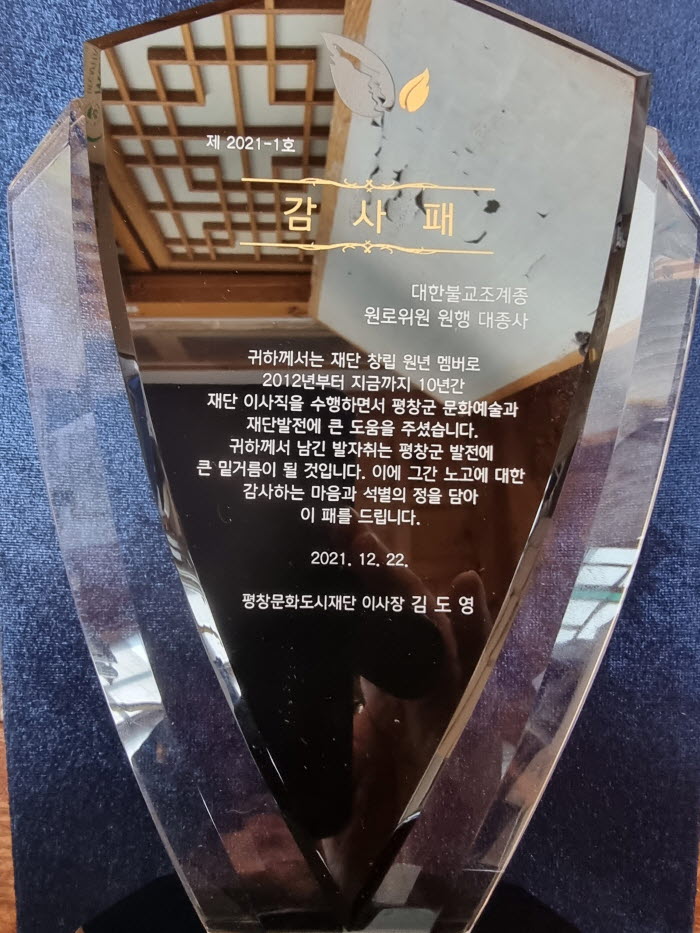 제 2021-1호
감 사 패
대한불교조계종
원로위원 원행 대종사
귀하께서는 재단 창립 원년 멤버로
2012년부터 지금까지 10년간
재단 이사직을 수행하면서 평창군 문화예술과
재단발전에 큰 도움을 주셨습니다.
귀하께서 남긴 발자취는 평창군 발전에
큰 밑거름이 될 것입니다. 이에 그간 노고에 대한
감사하는 마음과 석별의 정을 담아
이 패를 드립니다.
2021. 12. 22.
평창문화도시재단 이사장 김 도 영